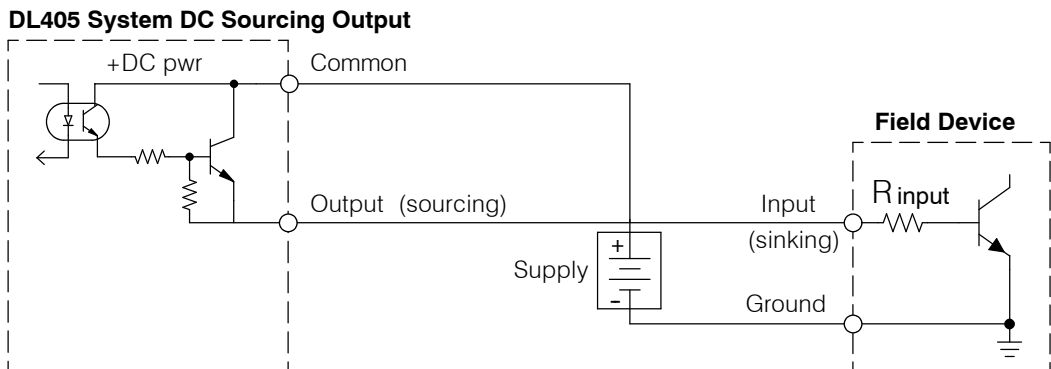 DL405 System DC Sourcing Output
+DC pwr
Common
Field Device
R input
Output (sourcing)
Input
(sinking)
+
Supply
–
Ground